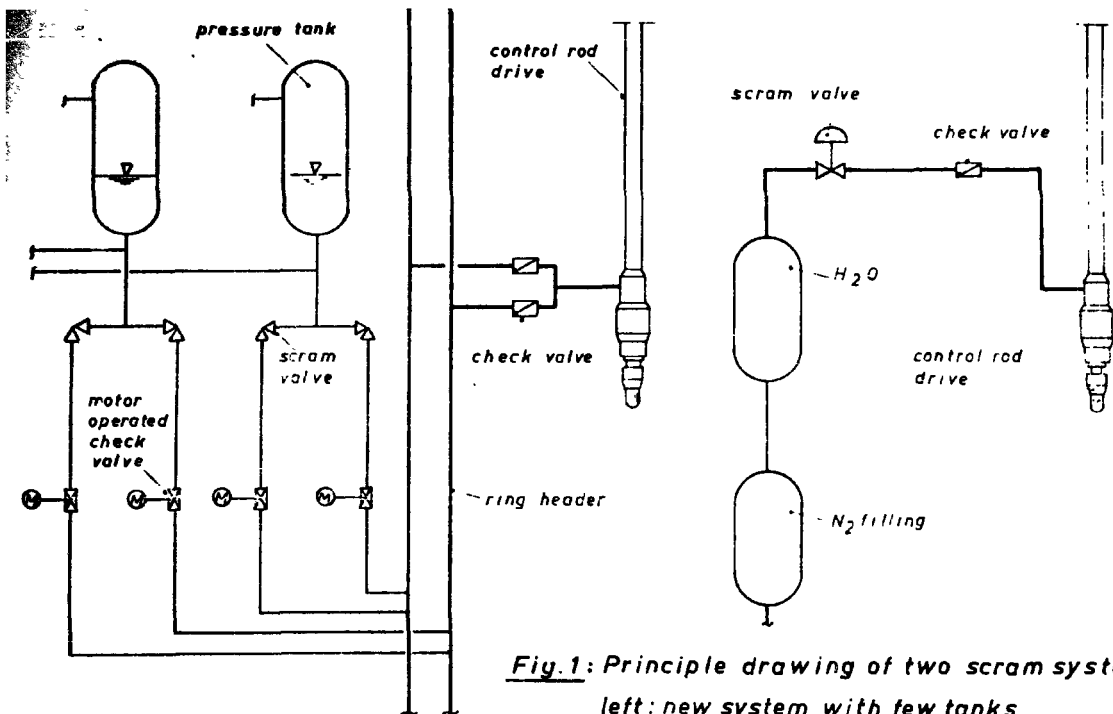 pressure tank
control rod
drive
scram valve
check valve
H2O
scram
valve
check valve
control rod
drive
motor
operated
check
valve
M
M
M
M
ring header
N2 filling
Fig. 1: Principle drawing of two scram syste
left: new system with few tanks